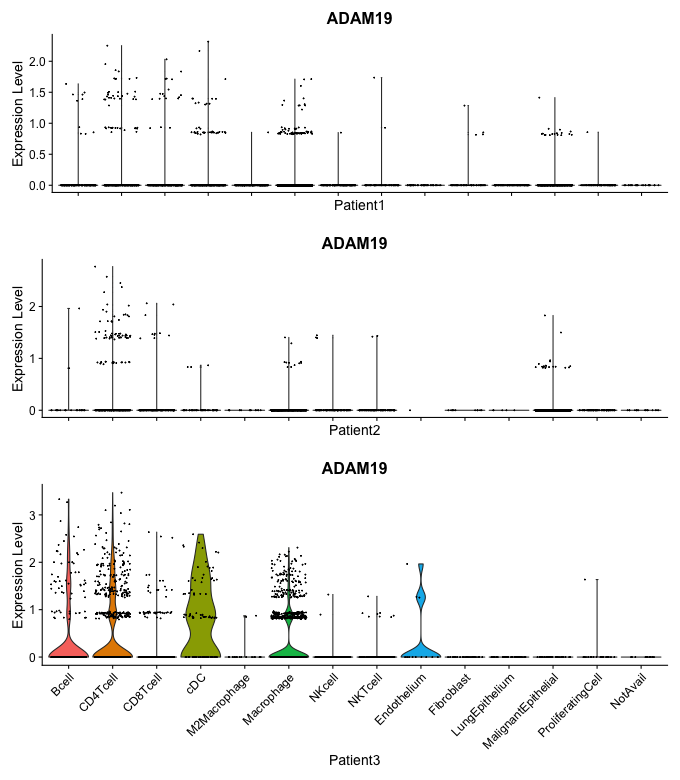 ADAM19
Expression Level
2.0
1.5
1.0
0.5
0.0
Patient1
ADAM19
Expression Level
2
1
0
Patient2
ADAM19
Expression Level
3
2
1
0
Bcell
CD4Tcell
CD8Tcell
cDC
M2Macrophage
Macrophage
NKcell
NKTcell
Endothelium
Fibroblast
LungEpithelium
MalignantEpithelial
ProliferatingCell
NotAvail
Patient3